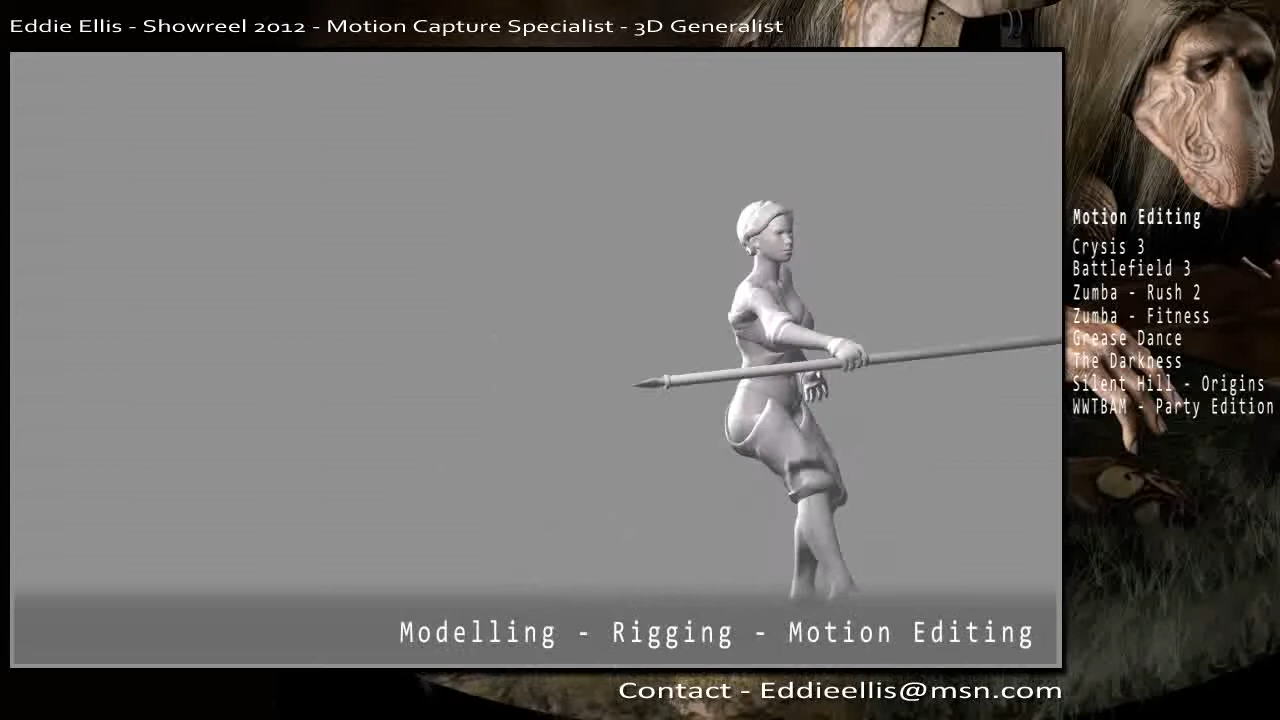 Eddie Ellis - Showreel 2012 - Motion Capture Specialist - 3D Generalist
Motion Editing
Crysis 3
Battlefield 3
Zumba - Rush 2
Zumba - Fitness
Grease Dance
The Darkness
Silent Hill - Origins
WWTBAM - Party Edition
Modelling - Rigging - Motion Editing
Contact - Eddieellis@msn.com